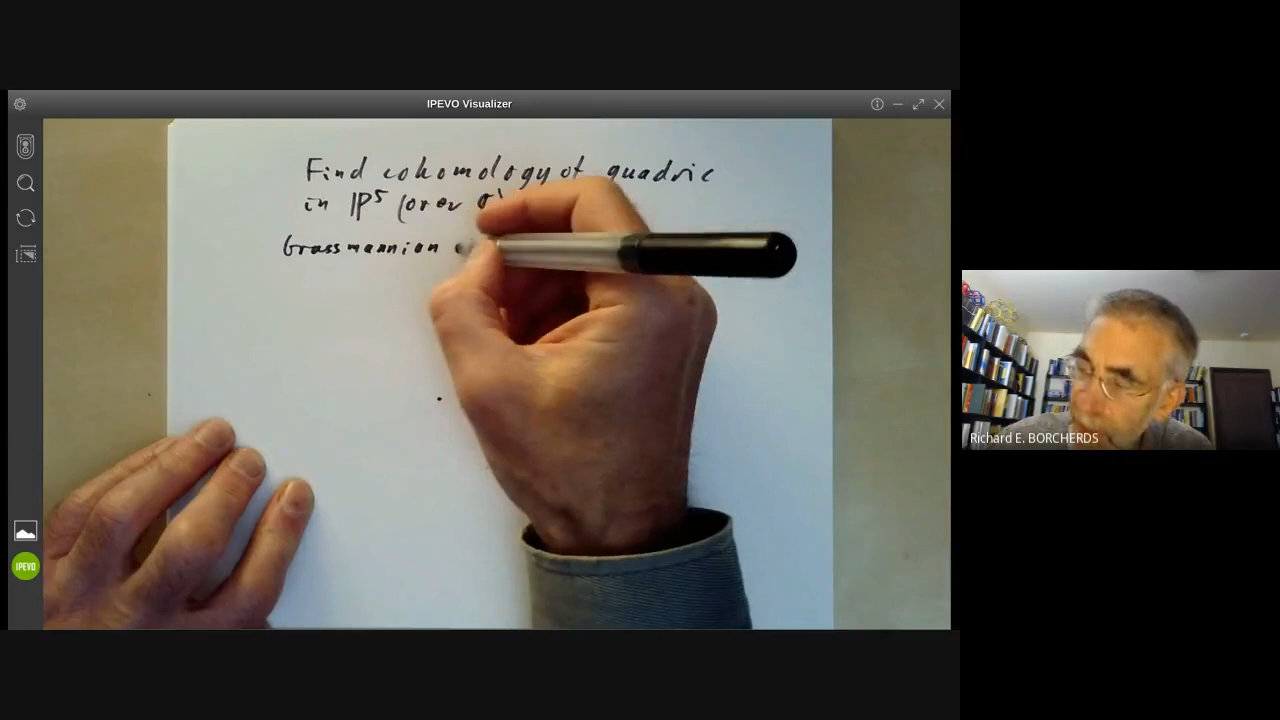 IPEVO Visualizer
Find cohomology of quadric
in P⁵ (over
Grassmannian
IPEVO
Richard E. BORCHERDS